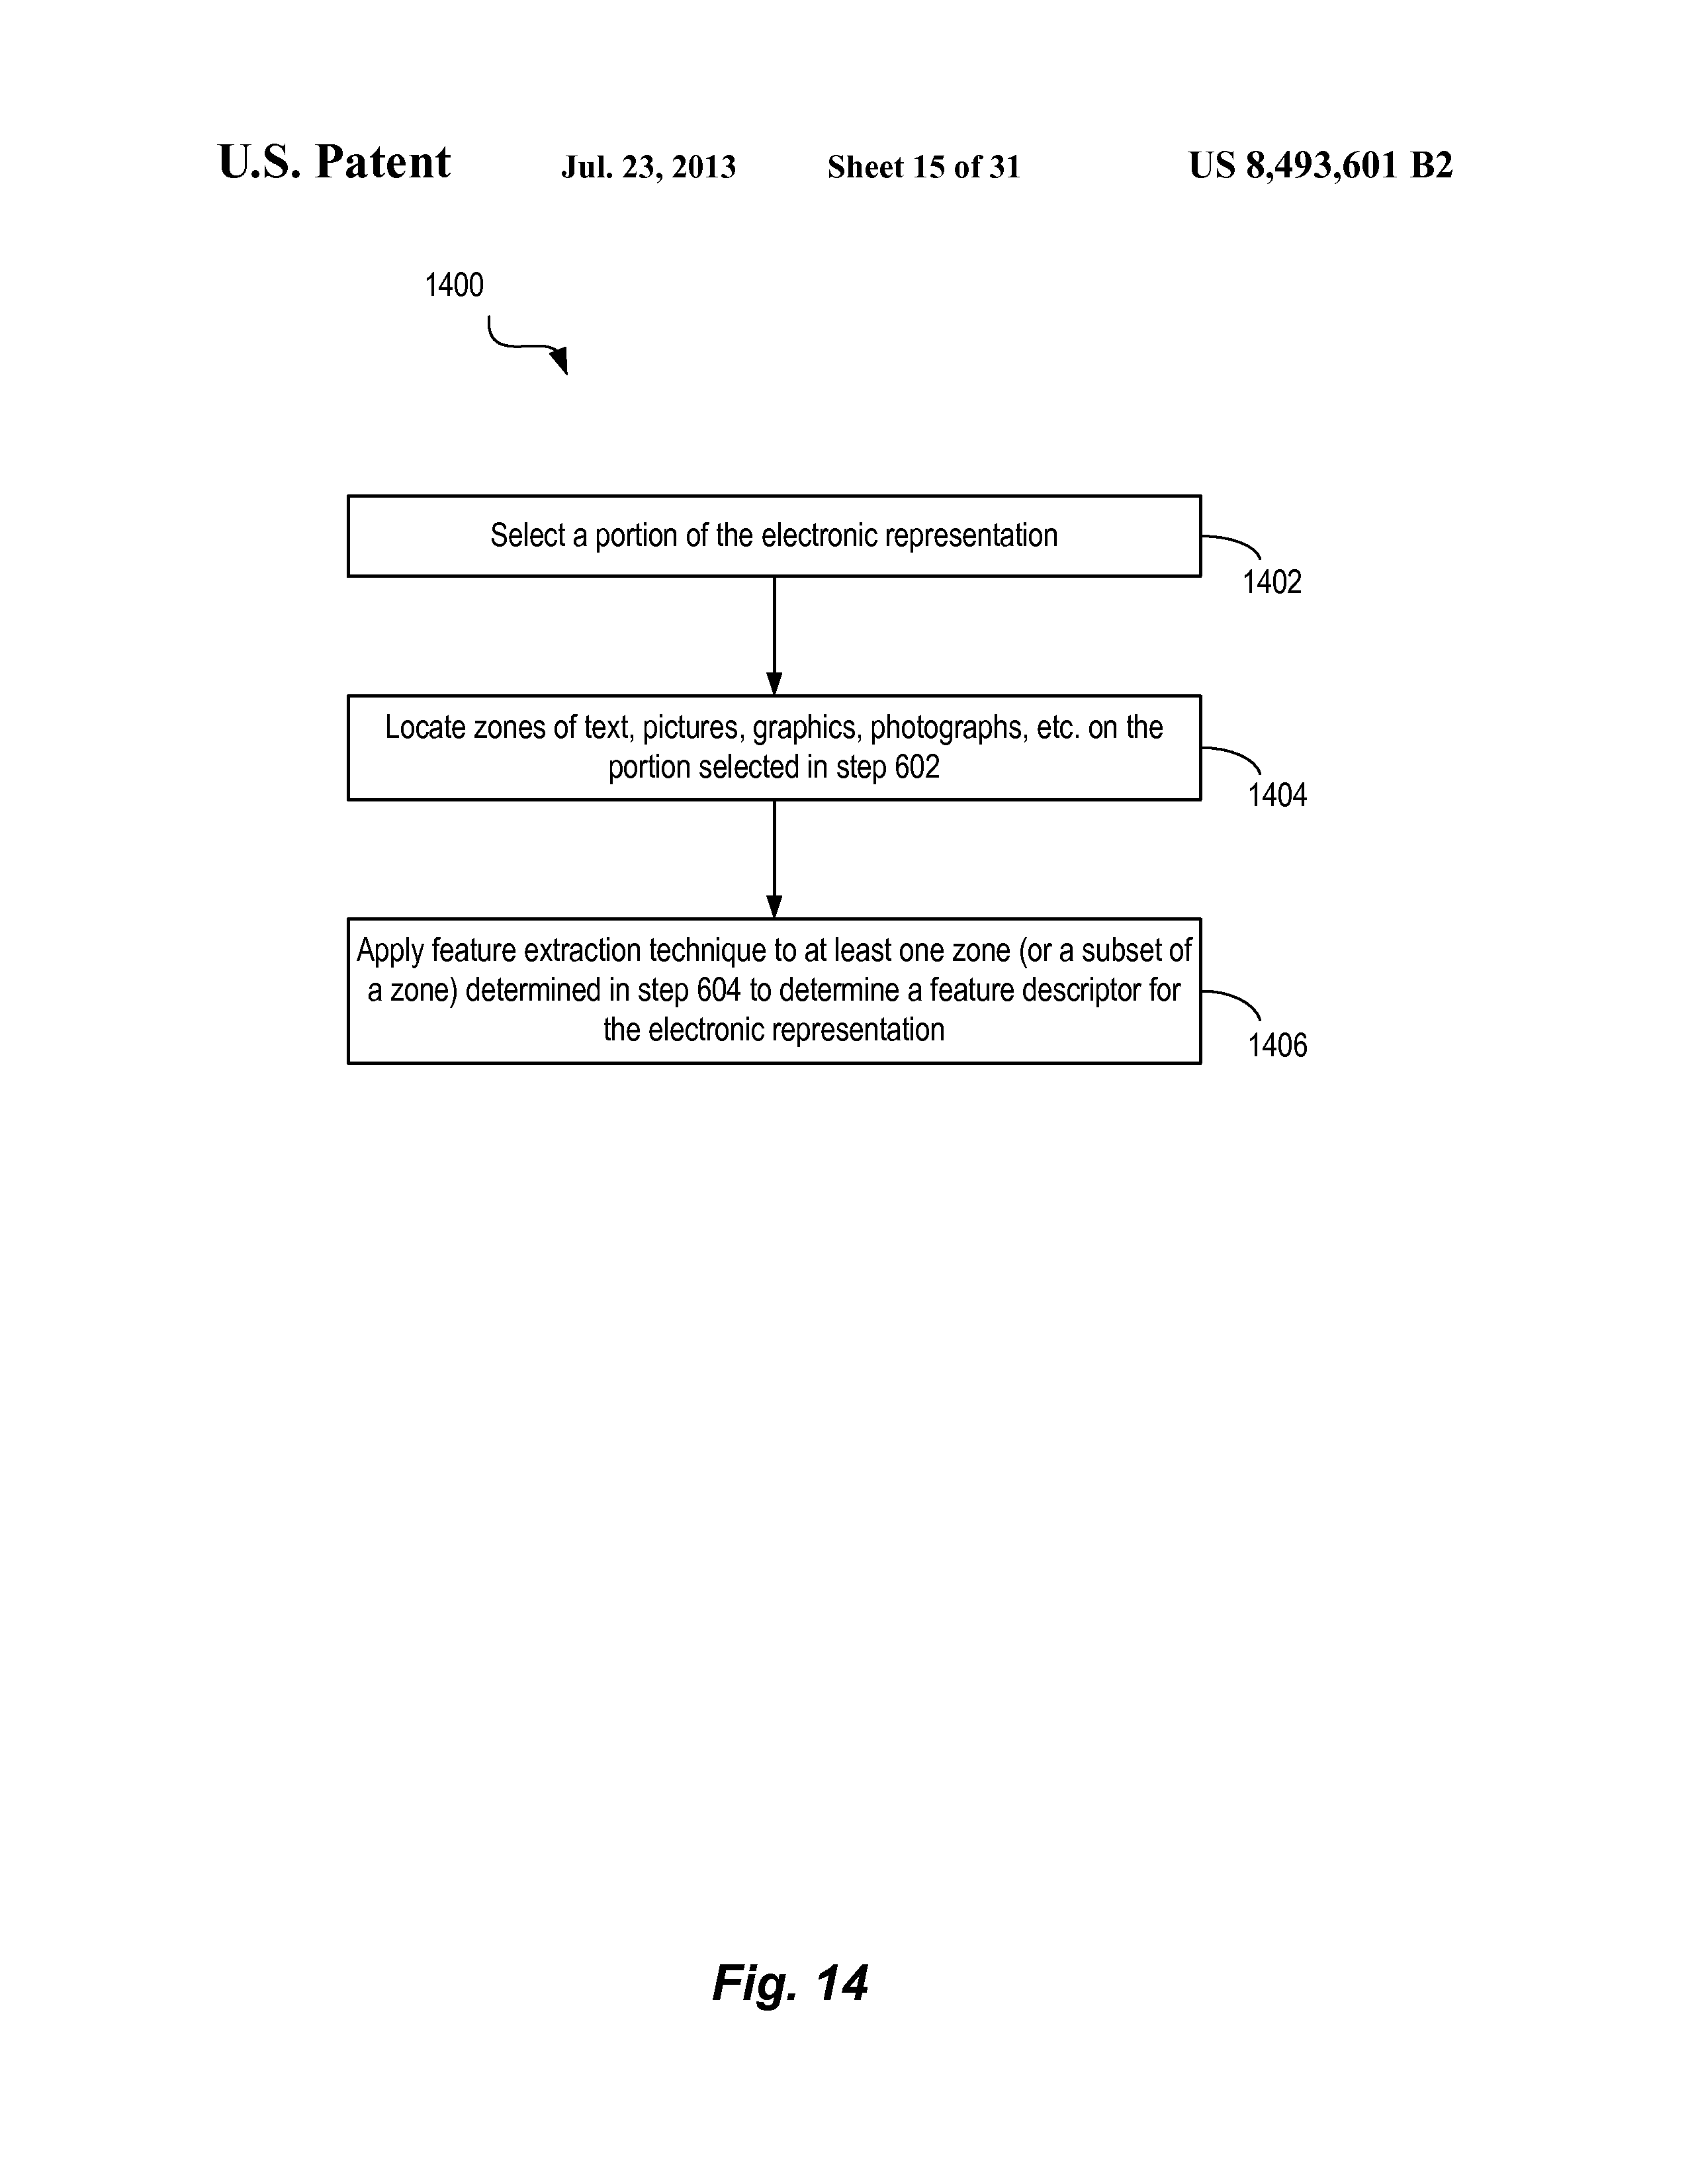 U.S. Patent Jul. 23, 2013 Sheet 15 of 31 US 8,493,601 B2
1400
Select a portion of the electronic representation
1402
Locate zones of text, pictures, graphics, photographs, etc. on the
portion selected in step 602
1404
Apply feature extraction technique to at least one zone (or a subset of
a zone) determined in step 604 to determine a feature descriptor for
the electronic representation
1406
Fig. 14